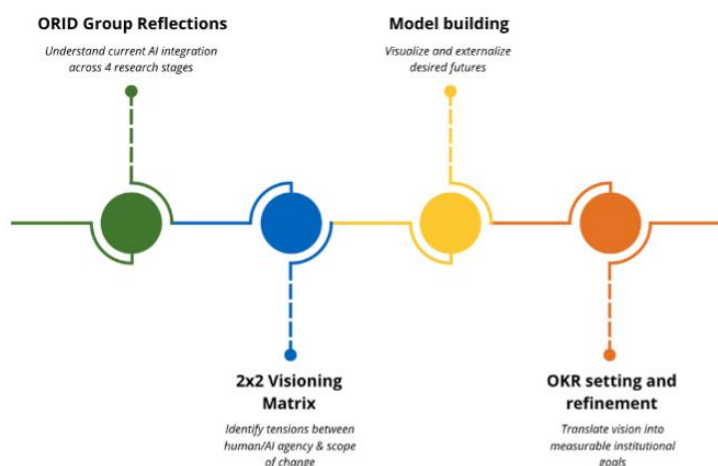 ORID Group Reflections
Understand current AI integration
across 4 research stages
2x2 Visioning
Matrix
Identify tensions between
human/AI agency & scope
of change
Model building
Visualize and externalize
desired futures
OKR setting and
refinement
Translate vision into
measurable institutional
goals